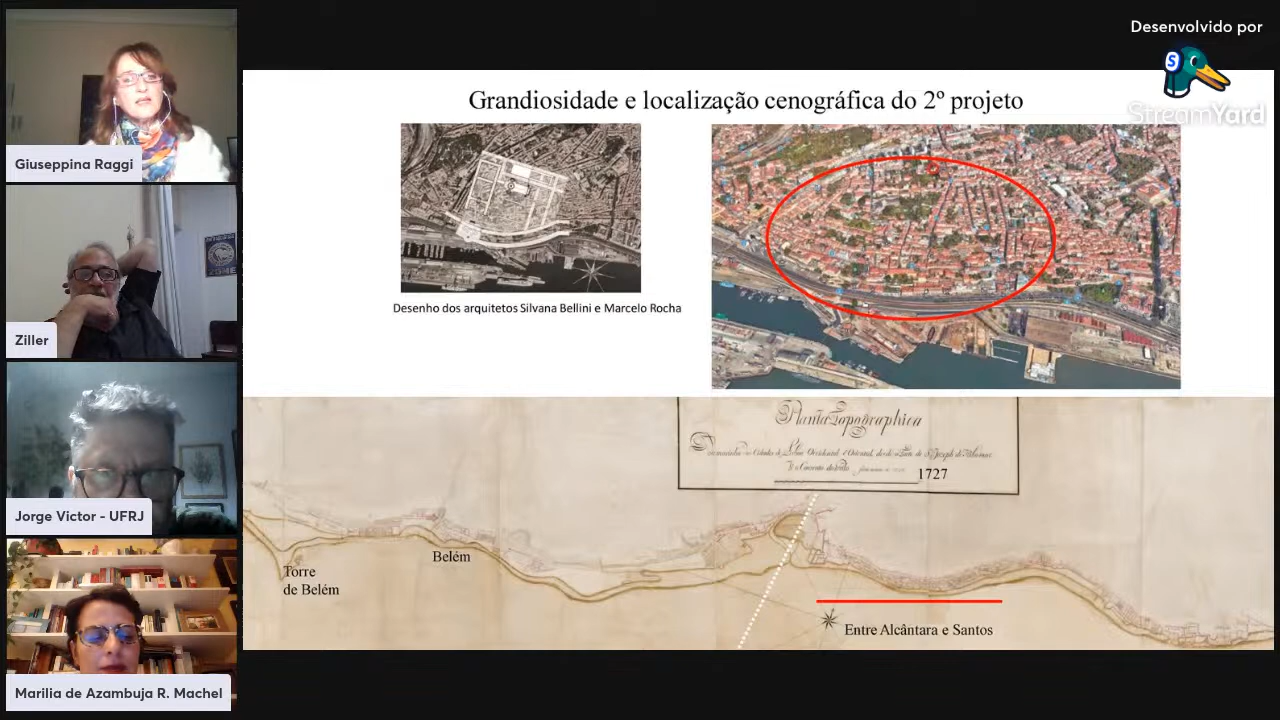 Desenvolvido por
StreamYard
Giuseppina Raggi
Ziller
Jorge Victor - UFRJ
Marilia de Azambuja R. Machel
Grandiosidade e localização cenográfica do 2º projeto
Desenho dos arquitetos Silvana Bellini e Marcelo Rocha
Planta Topographica
1727
Torre
de Belém
Belém
Entre Alcântara e Santos